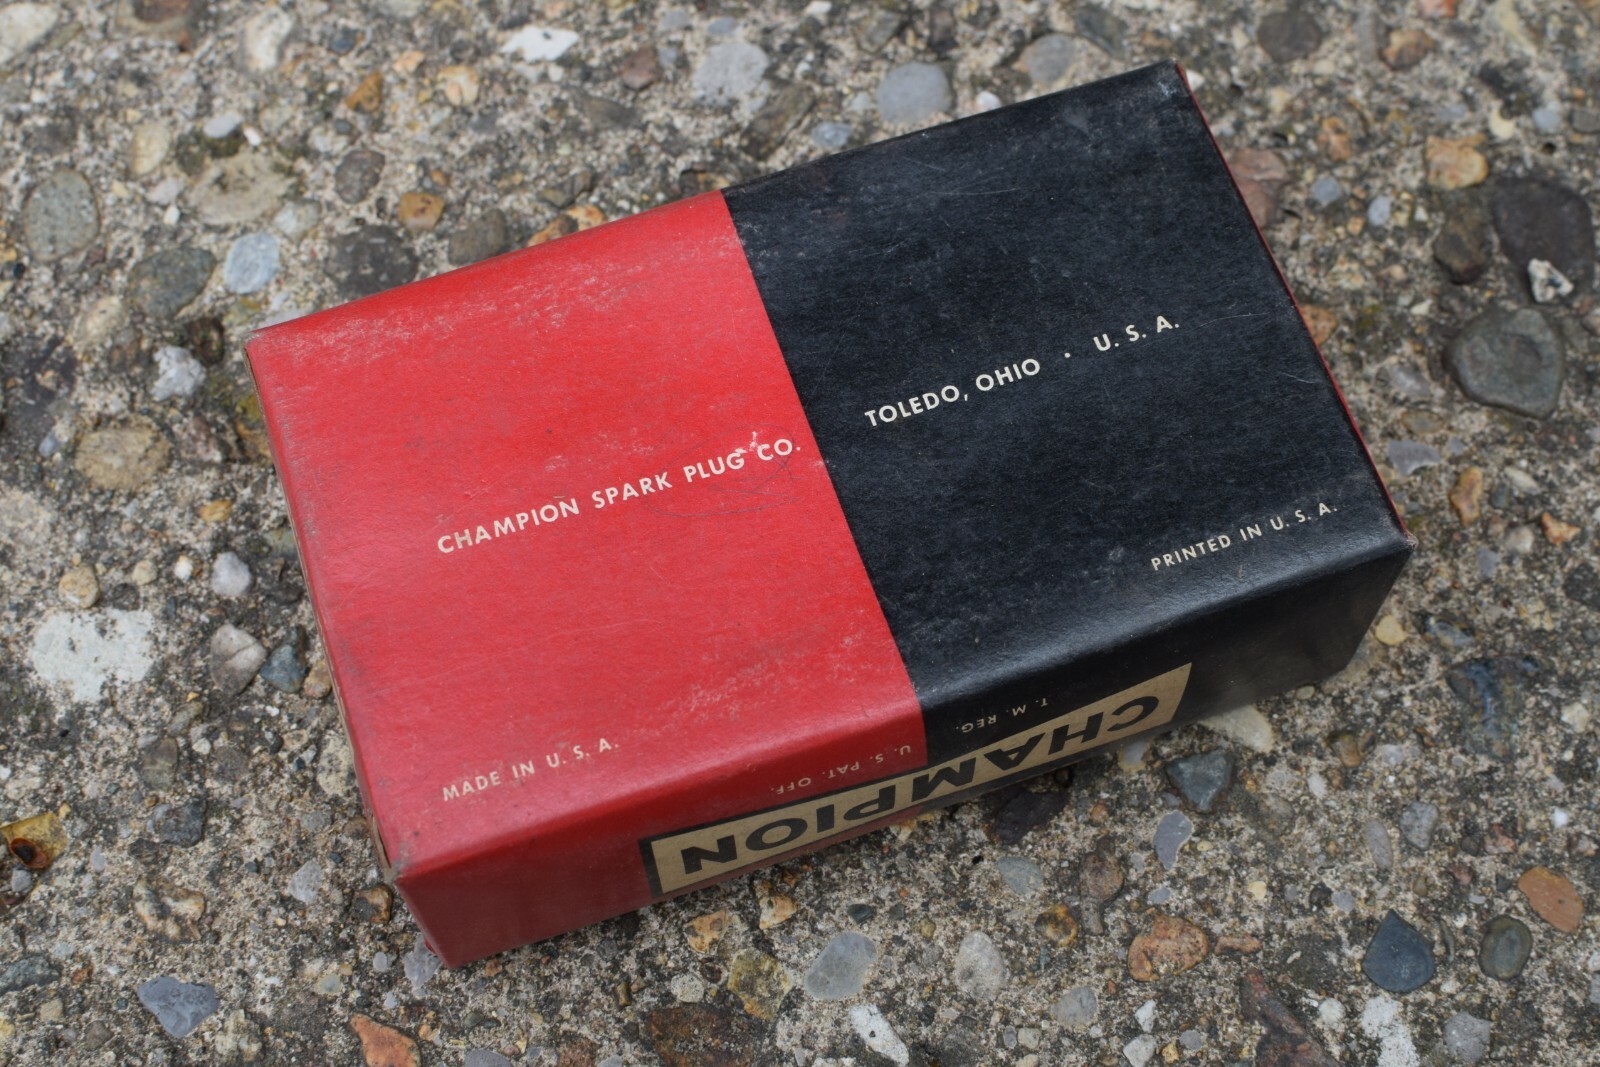 CHAMPION SPARK PLUG CO.
TOLEDO, OHIO · U. S. A.
PRINTED IN U. S. A.
MADE IN U. S. A.
T. M. REG.
U. S. PAT. OFF.
CHAMPION